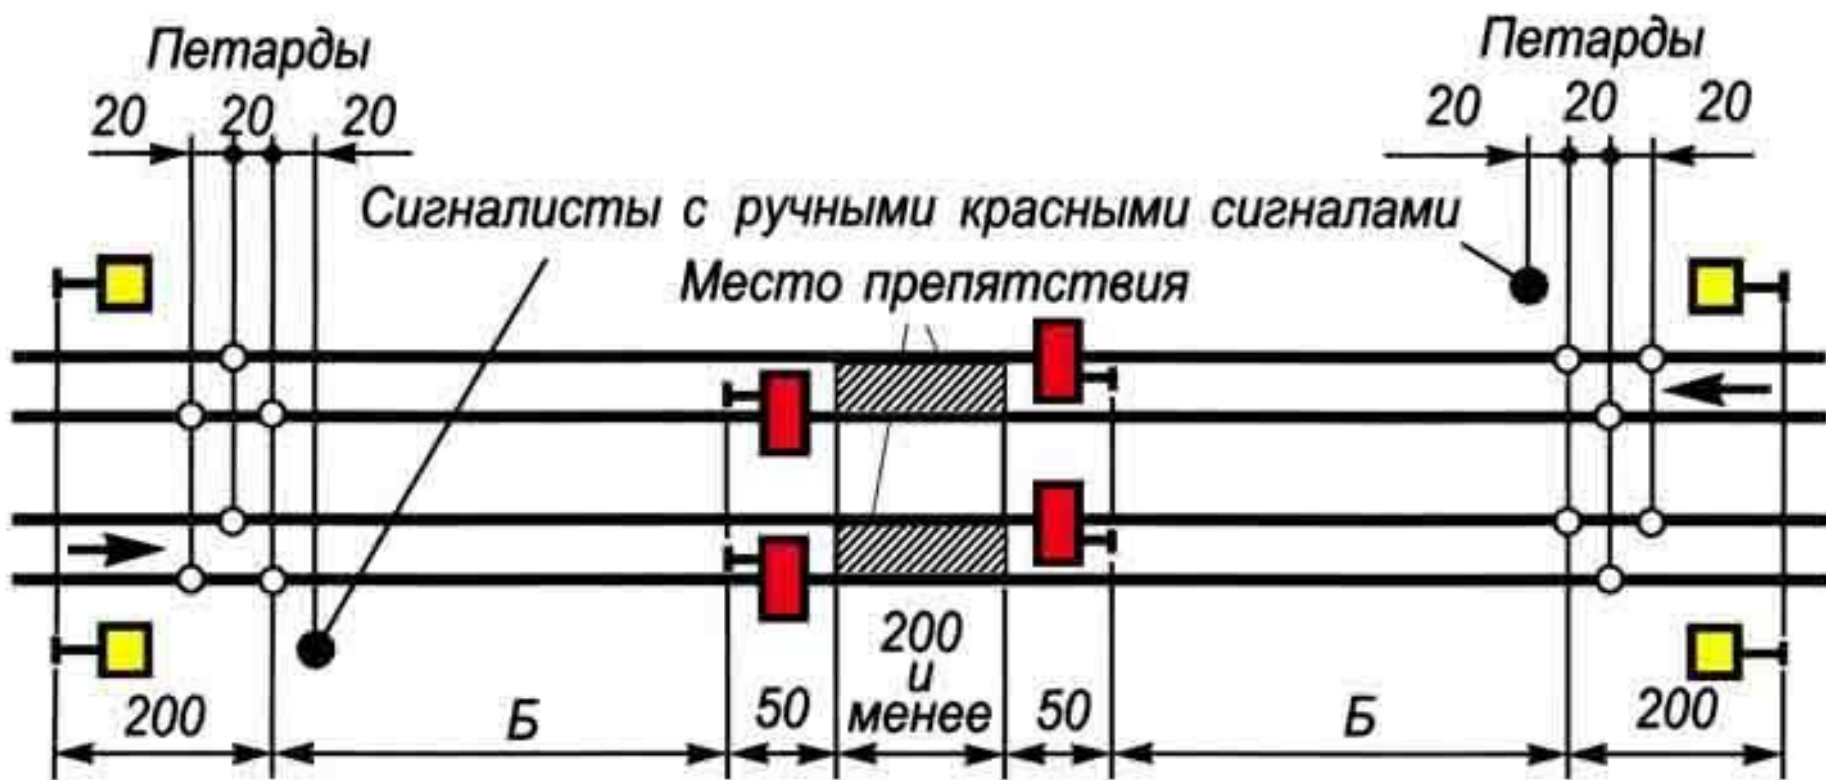 Петарды
Петарды
20 20 20
20 20 20
Сигналисты с ручными красными сигналами
Место препятствия
200
и
менее
200
Б
50
50
Б
200